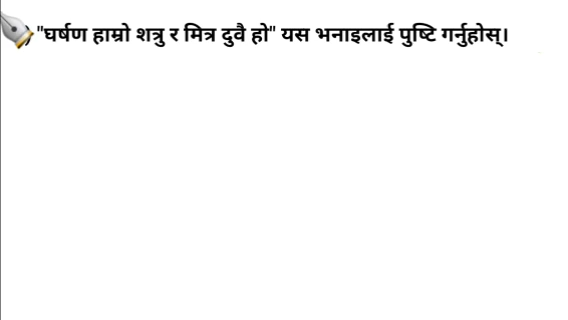 "घर्षण हाम्रो शत्रु र मित्र दुवै हो" यस भनाइलाई पुष्टि गर्नुहोस्।